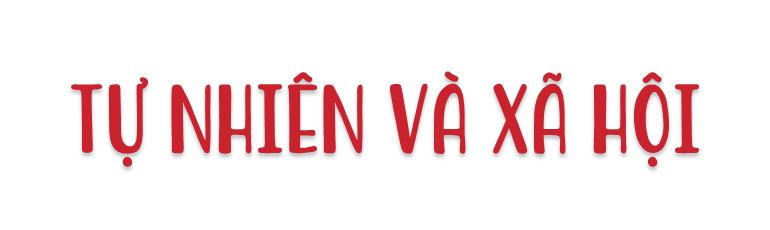 TỰ NHIÊN VÀ XÃ HỘI